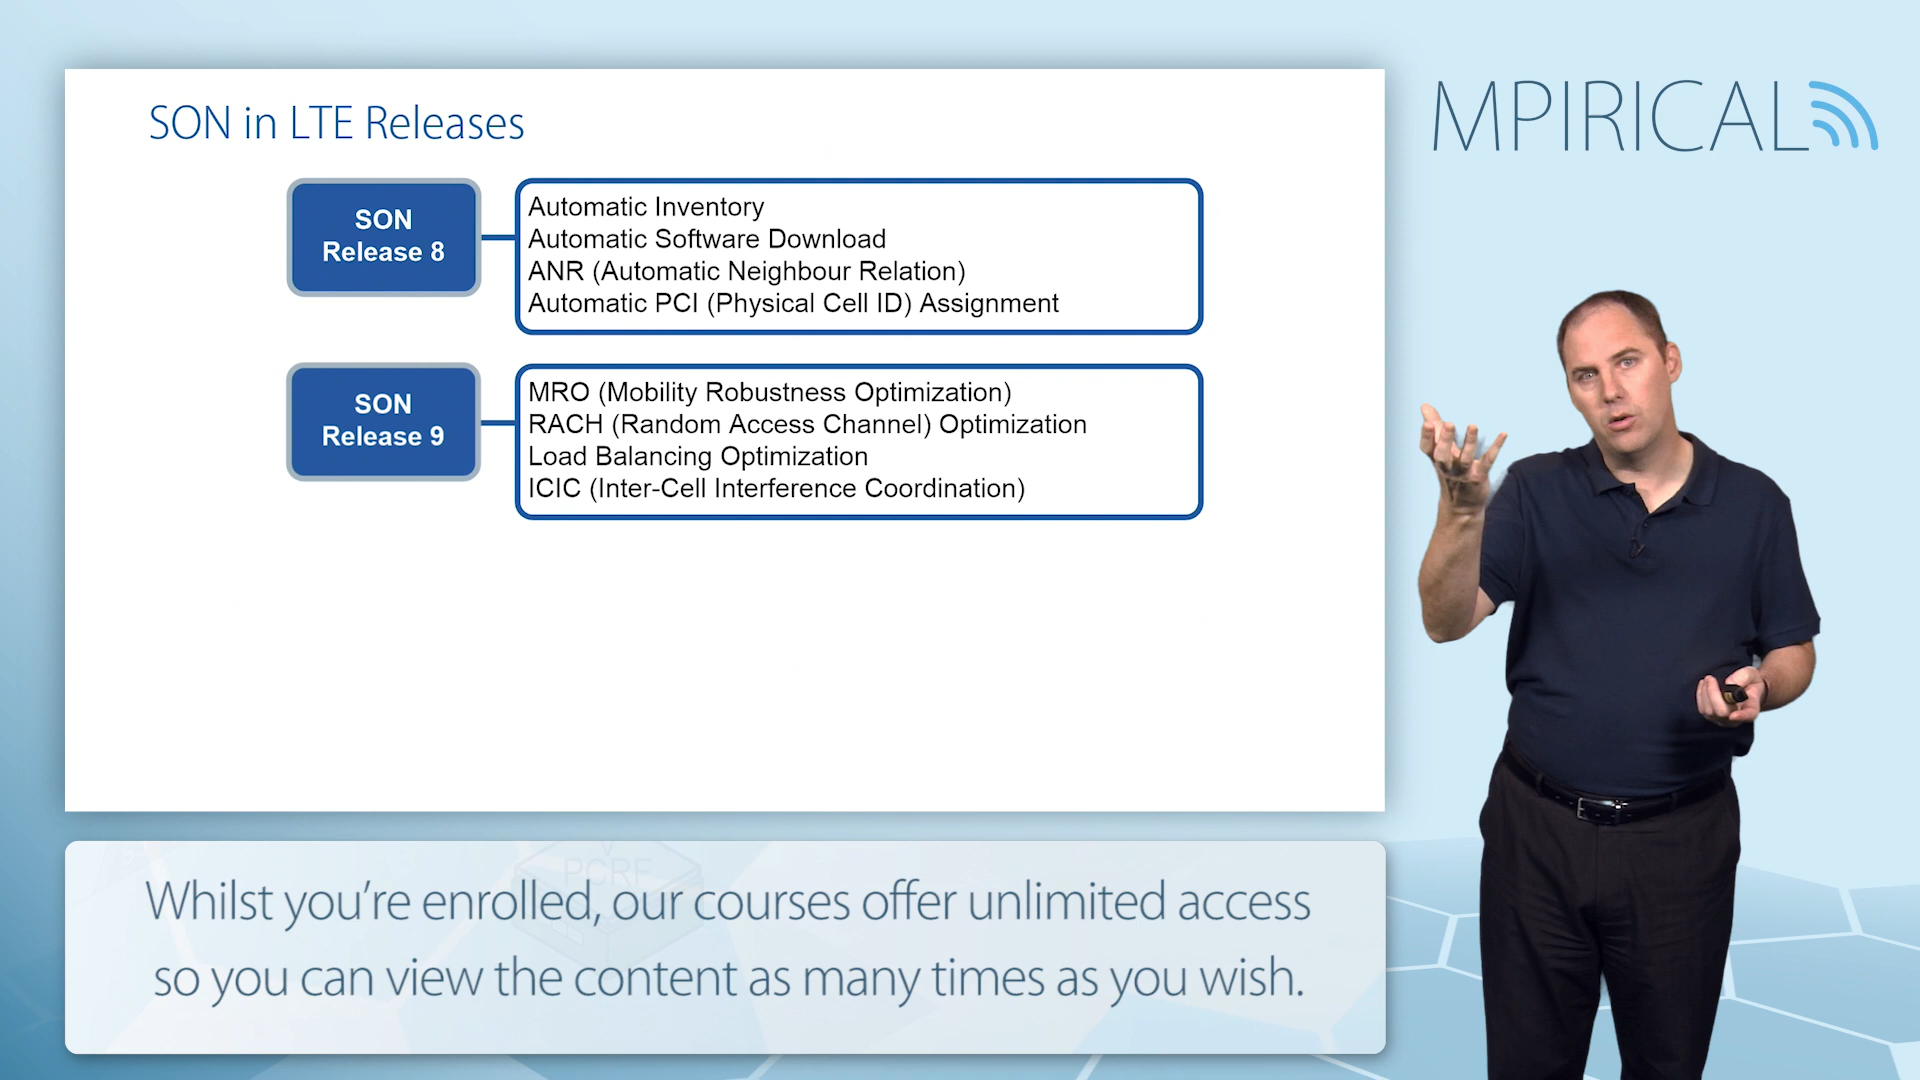 SON in LTE Releases
MPIRICAL
SON
Release 8
Automatic Inventory
Automatic Software Download
ANR (Automatic Neighbour Relation)
Automatic PCI (Physical Cell ID) Assignment
SON
Release 9
MRO (Mobility Robustness Optimization)
RACH (Random Access Channel) Optimization
Load Balancing Optimization
ICIC (Inter-Cell Interference Coordination)
PCRF
Whilst you're enrolled, our courses offer unlimited access
so you can view the content as many times as you wish.